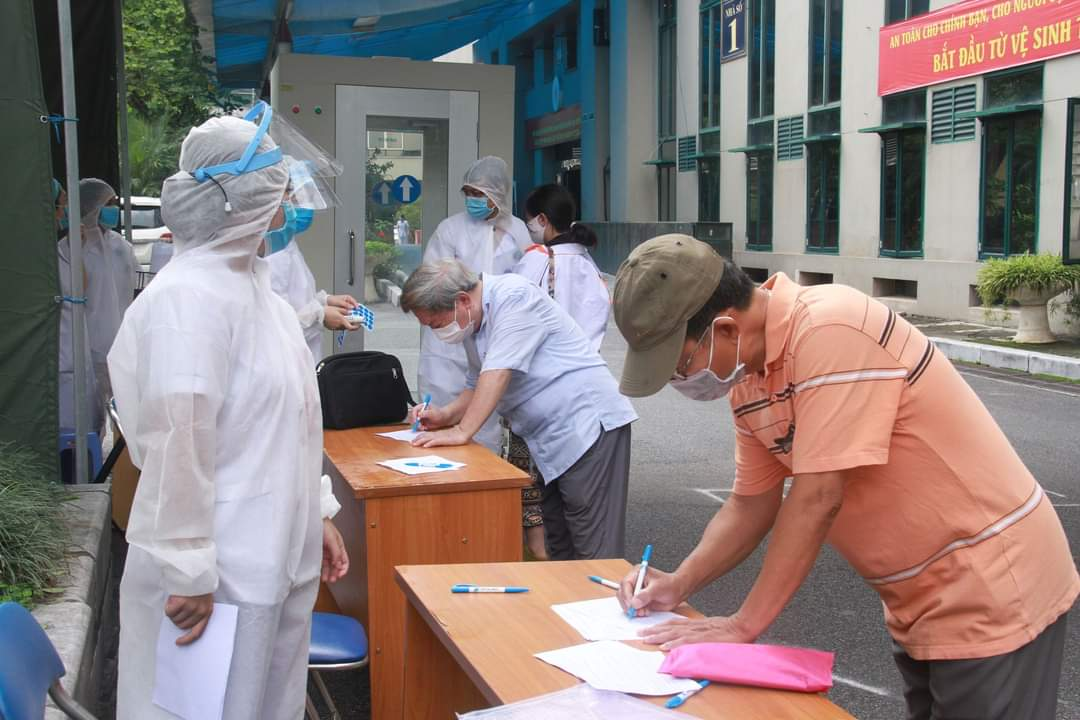 NHÀ SỐ
1
AN TOÀN CHO CHÍNH BẠN, CHO NGƯỜI
BẮT ĐẦU TỪ VỆ SINH